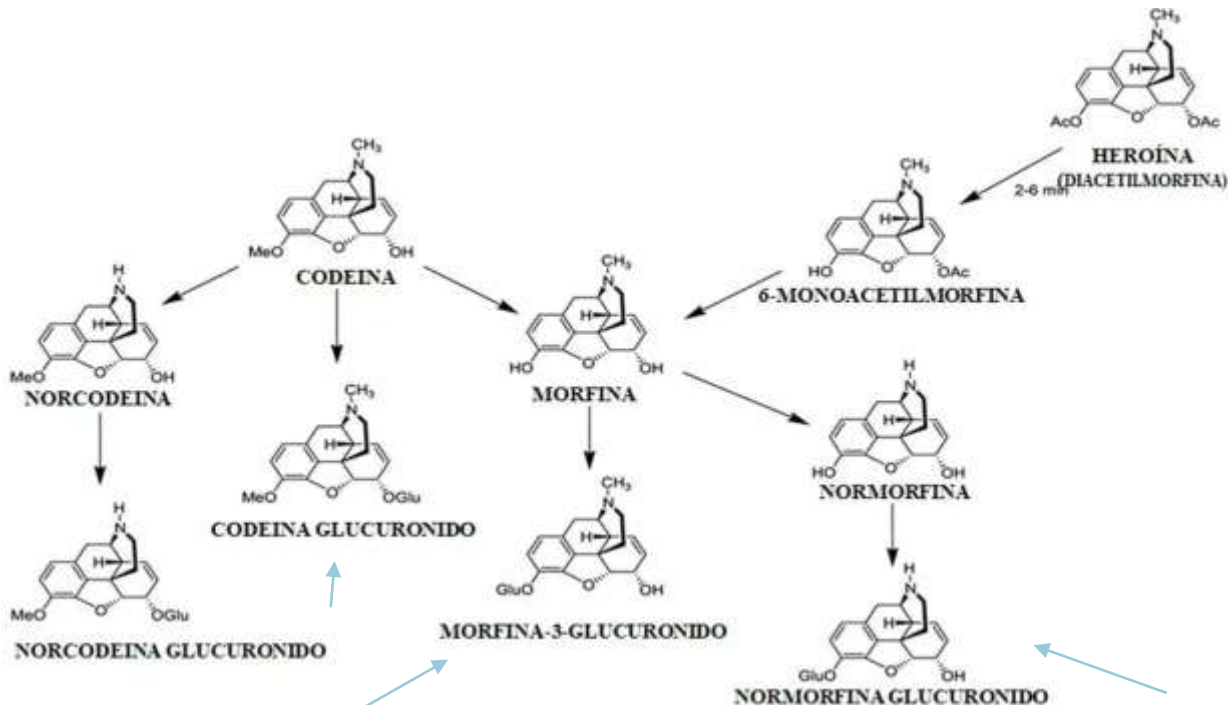 CH₃
N
H
AcO
O
OAc
HEROÍNA
(DIACETILMORFINA)
2-6 min
CH₃
N
H
HO
O
OAc
6-MONOACETILMORFINA
CH₃
N
H
MeO
O
OH
CODEINA
H
N
H
MeO
O
OH
NORCODEINA
CH₃
N
H
HO
O
OH
MORFINA
H
N
H
HO
O
OH
NORMORFINA
CH₃
N
H
MeO
O
OGlu
CODEINA GLUCURONIDO
H
N
H
MeO
O
OGlu
NORCODEINA GLUCURONIDO
CH₃
N
H
GluO
O
OH
MORFINA-3-GLUCURONIDO
H
N
H
GluO
O
OH
NORMORFINA GLUCURONIDO